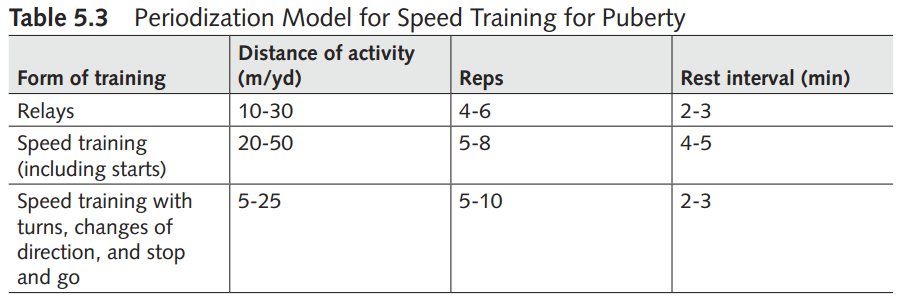 Table 5.3 Periodization Model for Speed Training for Puberty
Form of training
Distance of activity
(m/yd)
Reps
Rest interval (min)
Relays
10-30
4-6
2-3
Speed training
(including starts)
20-50
5-8
4-5
Speed training with
turns, changes of
direction, and stop
and go
5-25
5-10
2-3